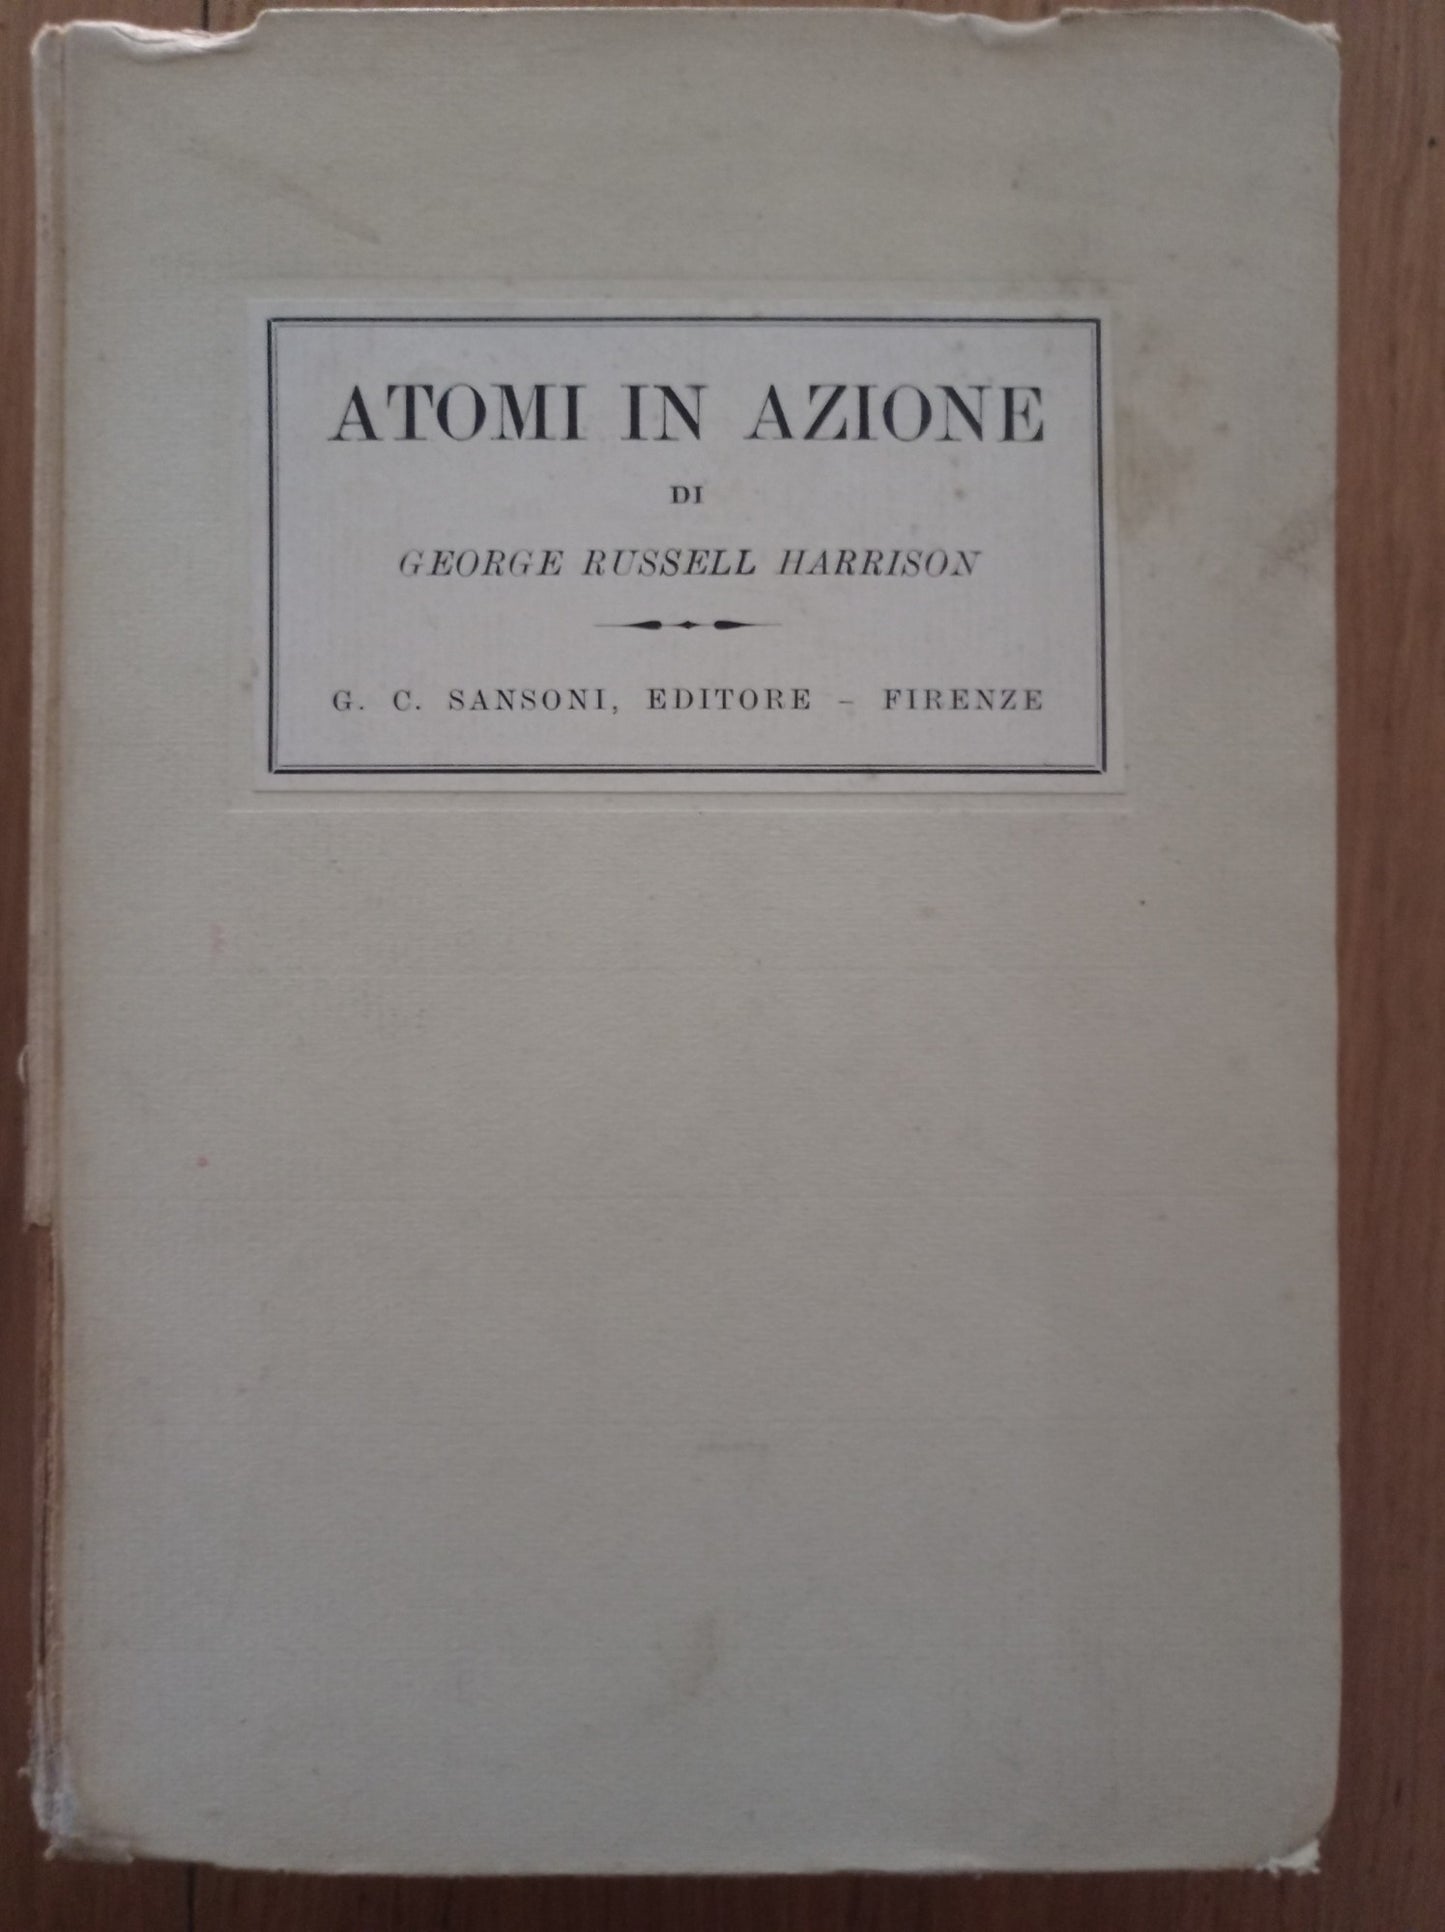 ATOMI IN AZIONE
DI
GEORGE RUSSELL HARRISON
G. C. SANSONI, EDITORE – FIRENZE